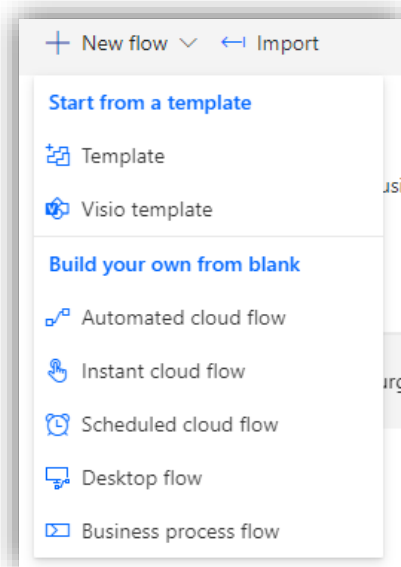 New flow Import
Start from a template
Template
Visio template
Build your own from blank
Automated cloud flow
Instant cloud flow
Scheduled cloud flow
Desktop flow
Business process flow